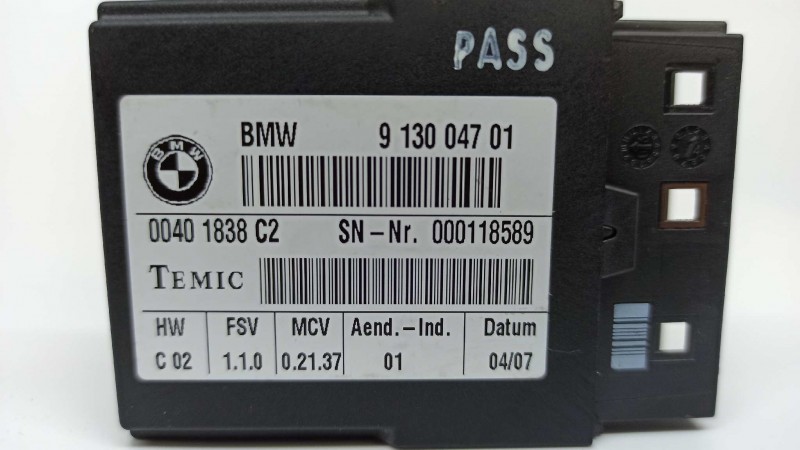 PASS
BMW 9 130 047 01
BMW
0040 1838 C2 SN-Nr. 000118589
TEMIC
HW FSV MCV Aend.-Ind. Datum
C 02 1.1.0 0.21.37 01 04/07